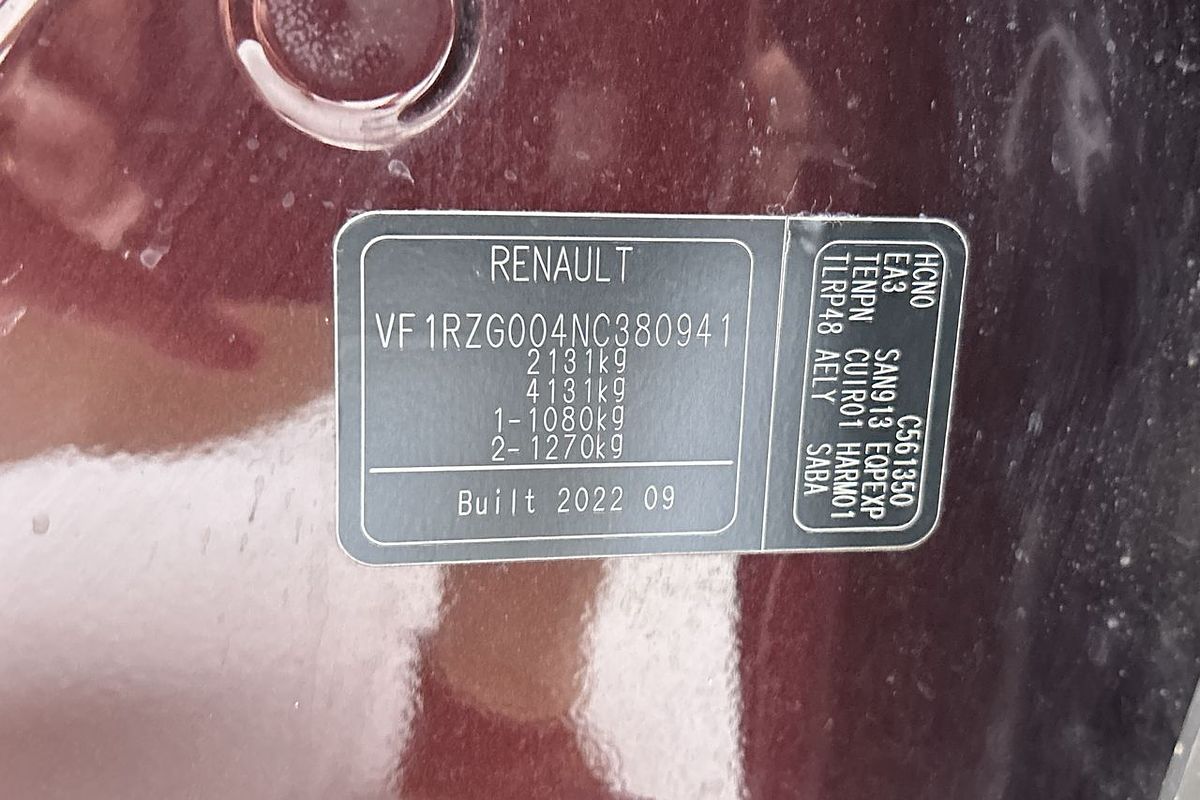 RENAULT
VF1RZG004NC380941
2131kg
4131kg
1-1080kg
2-1270kg
Built 2022 09
HCNO C561350
EA3 SAN913 EQPEXP
TENPN CUIR01 HARM01
TLRP48 AELY SABA